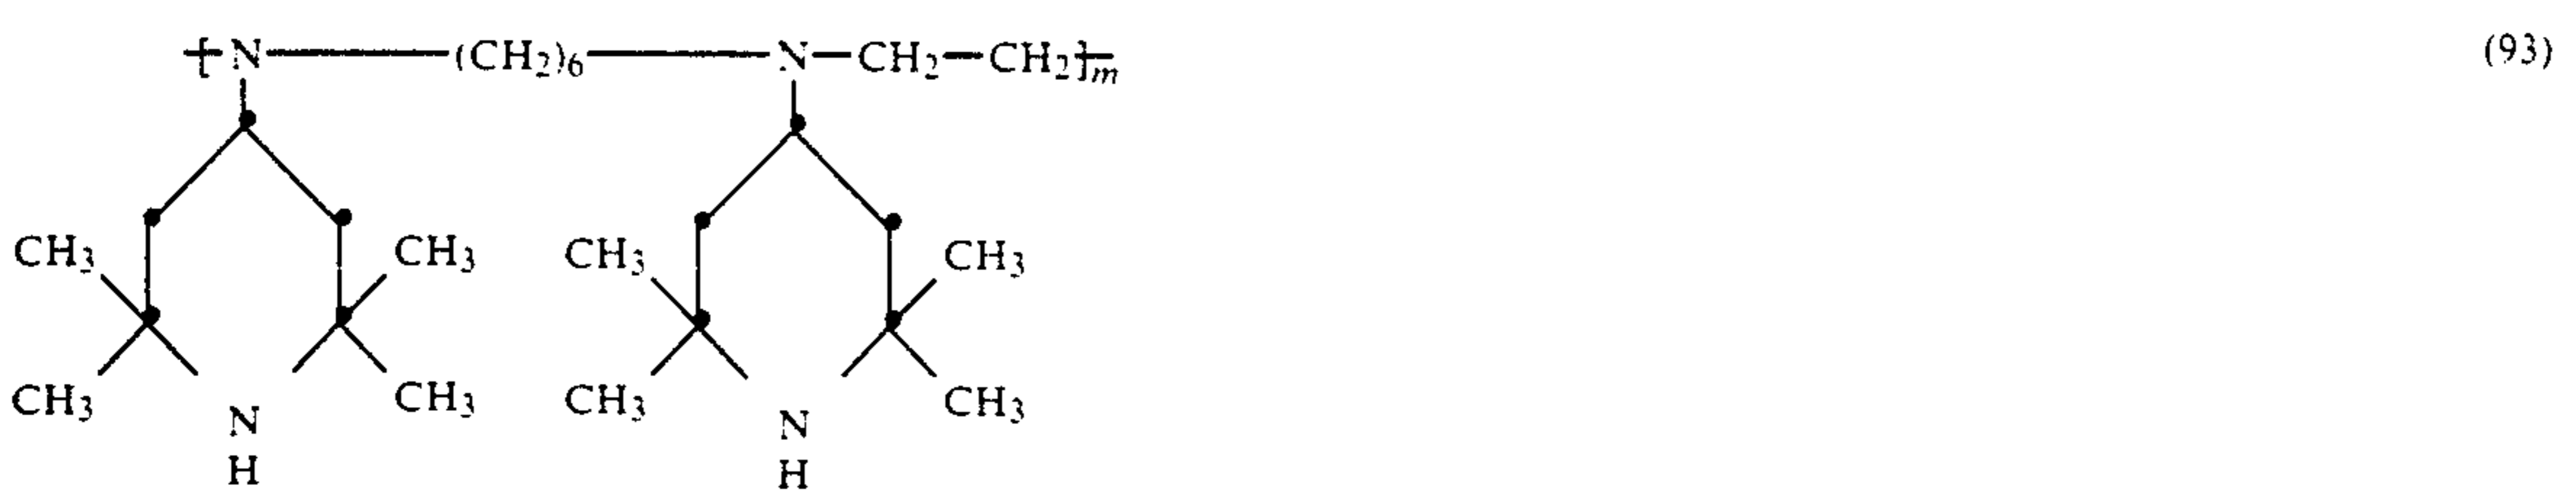 -[-N—(CH₂)₆—N—CH₂—CH₂-]-ₘ (93)
CH₃ CH₃ CH₃ CH₃
CH₃ CH₃ CH₃ CH₃
N N
H H